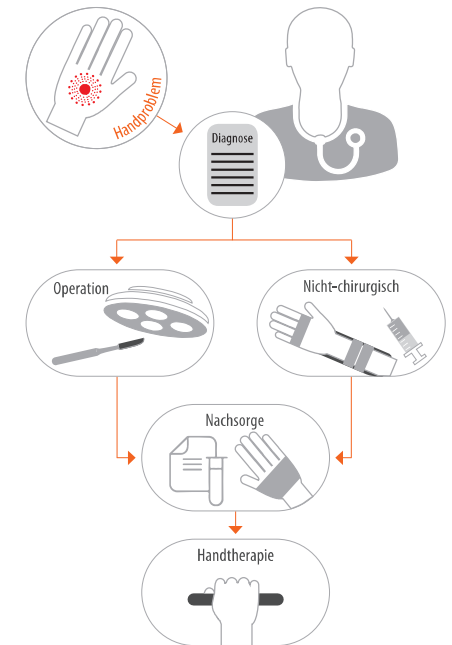 Handproblem
Diagnose
Operation
Nicht-chirurgisch
Nachsorge
Handtherapie